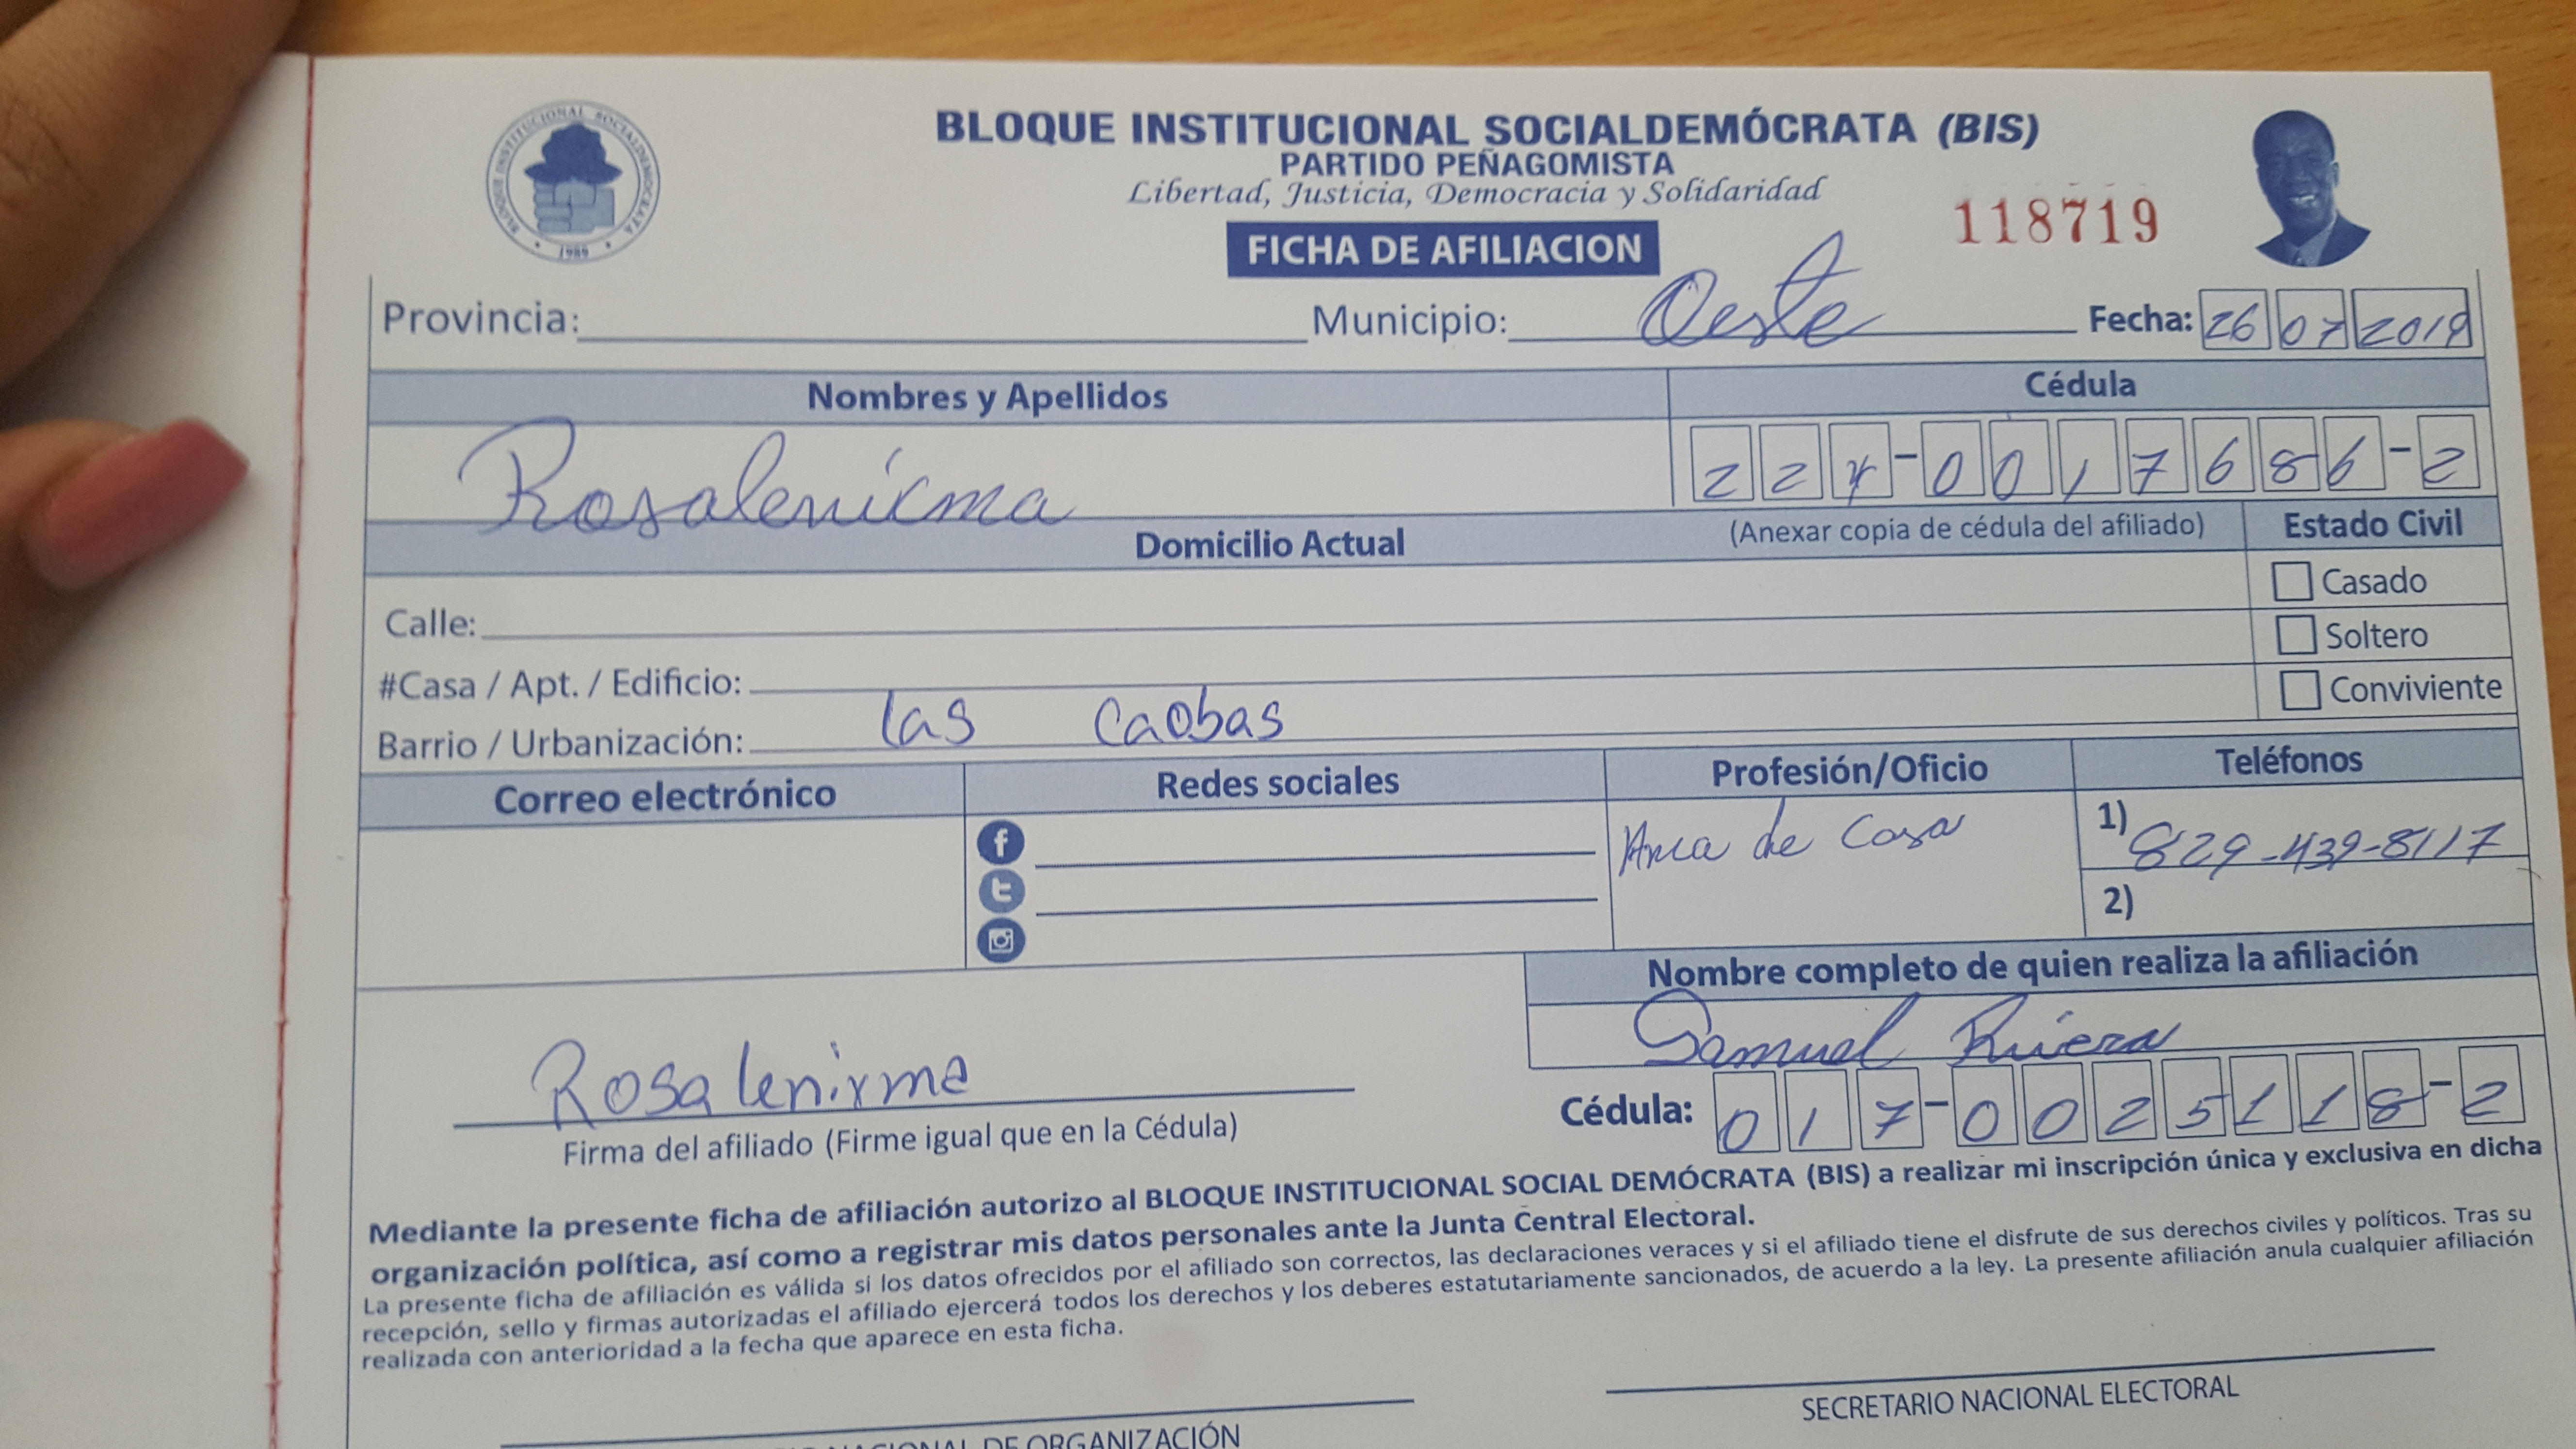 BLOQUE INSTITUCIONAL SOCIALDEMOCRATA
1989
BLOQUE INSTITUCIONAL SOCIALDEMÓCRATA (BIS)
PARTIDO PEÑAGOMISTA
Libertad, Justicia, Democracia y Solidaridad
118719
FICHA DE AFILIACION
Provincia: Municipio: Oeste Fecha: 26 07 2019
Nombres y Apellidos Cédula
Rosalenirma 224-0017686-2
Domicilio Actual (Anexar copia de cédula del afiliado) Estado Civil
Casado
Calle:
Soltero
#Casa / Apt. / Edificio:
Conviviente
Barrio / Urbanización: las caobas
Correo electrónico Redes sociales Profesión/Oficio Teléfonos
Ama de Casa 1) 829-439-8117
2)
Nombre completo de quien realiza la afiliación
Samuel Rivera
Rosalenirma
Cédula: 017-0025118-2
Firma del afiliado (Firme igual que en la Cédula)
Mediante la presente ficha de afiliación autorizo al BLOQUE INSTITUCIONAL SOCIAL DEMÓCRATA (BIS) a realizar mi inscripción única y exclusiva en dicha
organización política, así como a registrar mis datos personales ante la Junta Central Electoral.
La presente ficha de afiliación es válida si los datos ofrecidos por el afiliado son correctos, las declaraciones veraces y si el afiliado tiene el disfrute de sus derechos civiles y políticos. Tras su
recepción, sello y firmas autorizadas el afiliado ejercerá todos los derechos y los deberes estatutariamente sancionados, de acuerdo a la ley. La presente afiliación anula cualquier afiliación
realizada con anterioridad a la fecha que aparece en esta ficha.
SECRETARIO NACIONAL ELECTORAL
NACIONAL DE ORGANIZACIÓN